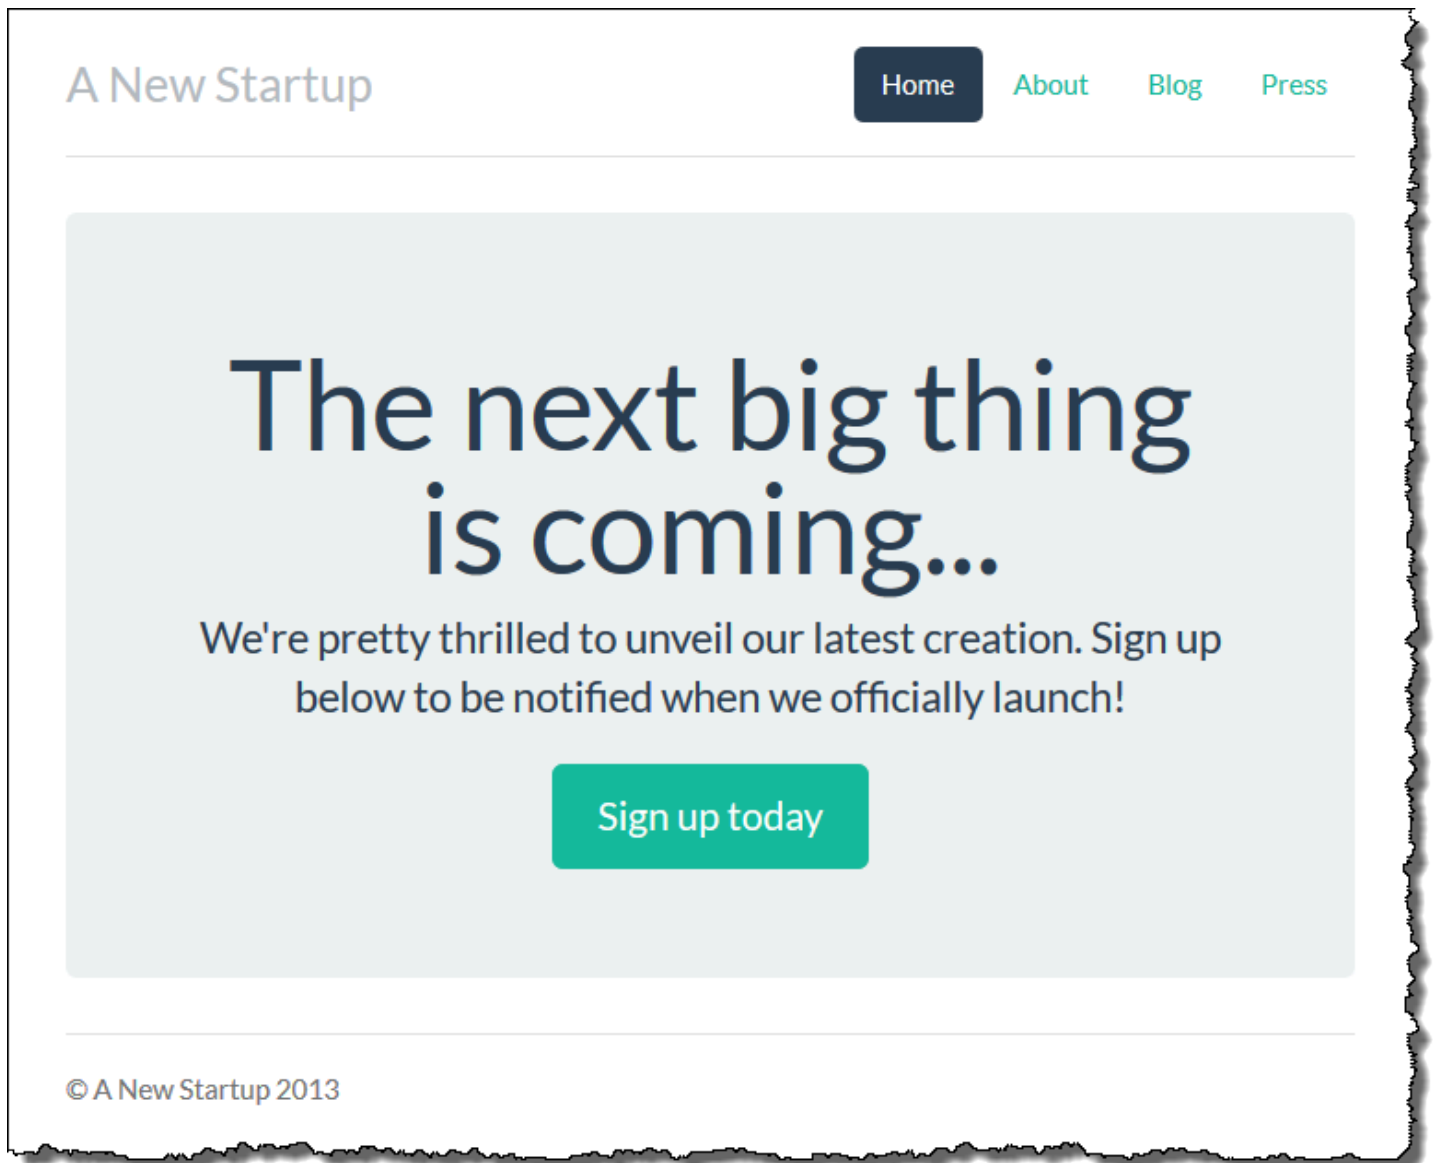 A New Startup
Home About Blog Press
The next big thing
is coming...
We're pretty thrilled to unveil our latest creation. Sign up
below to be notified when we officially launch!
Sign up today
© A New Startup 2013